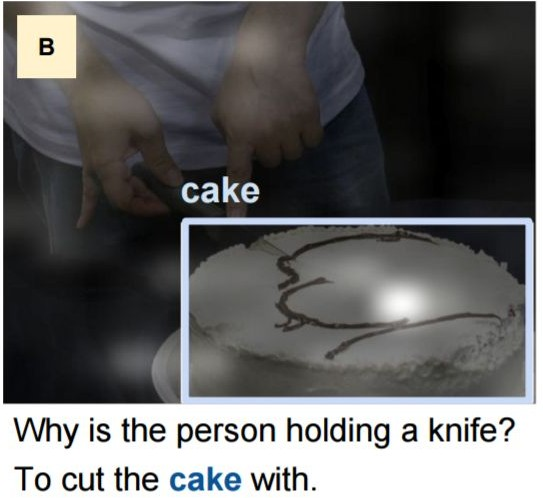 B
cake
Why is the person holding a knife?
To cut the cake with.